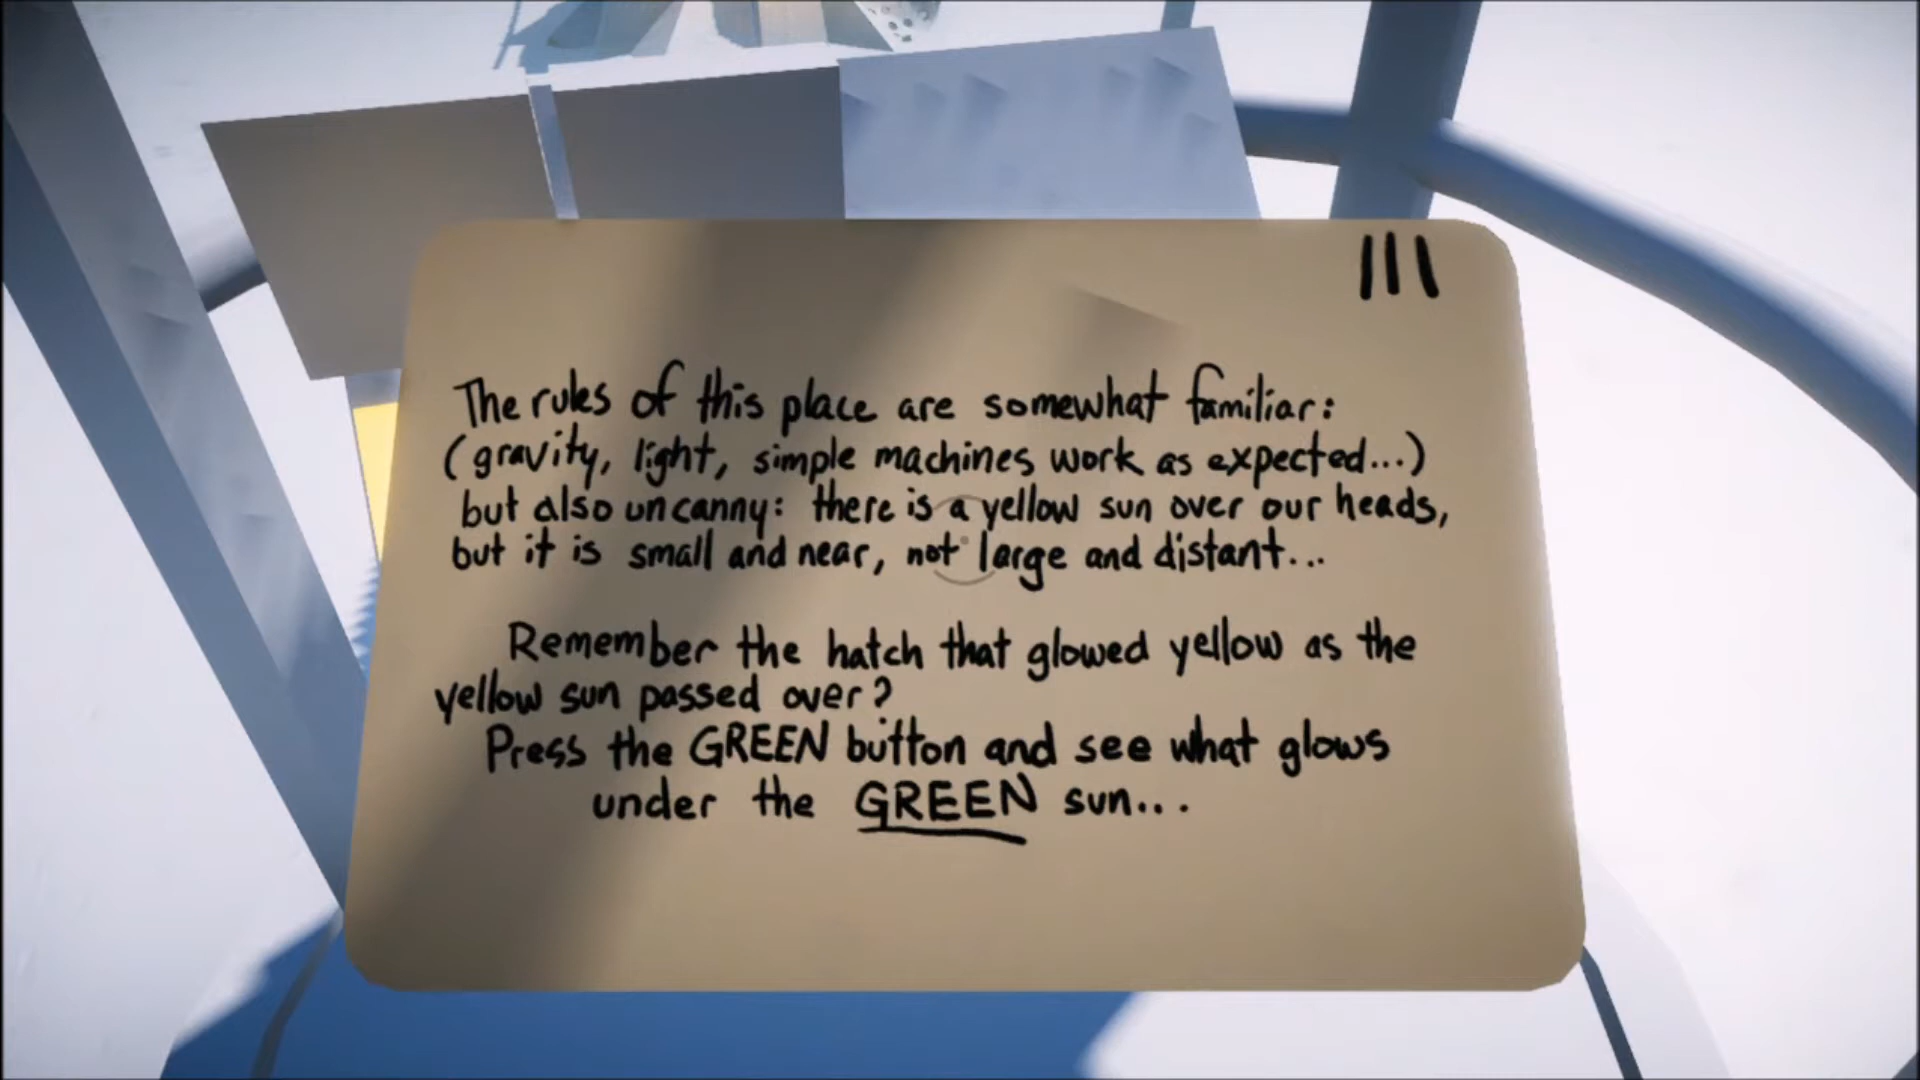 III
The rules of this place are somewhat familiar:
(gravity, light, simple machines work as expected...)
but also uncanny: there is a yellow sun over our heads,
but it is small and near, not large and distant...
Remember the hatch that glowed yellow as the
yellow sun passed over?
Press the GREEN button and see what glows
under the GREEN sun...